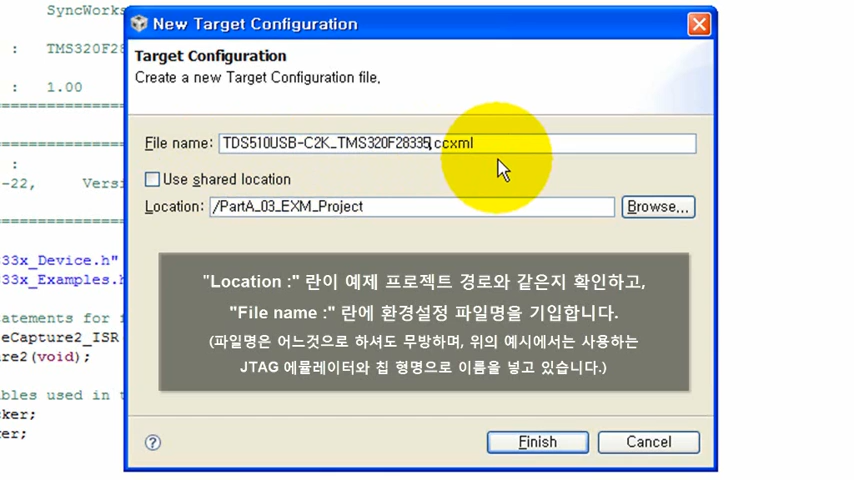 SyncWorks
New Target Configuration
: TMS320F28
Target Configuration
Create a new Target Configuration file.
: 1.00
File name: TDS510USB-C2K_TMS320F28335.ccxml
:
-22, Versi
Use shared location
Location: /PartA_03_EXM_Project Browse...
33x_Device.h"
33x_Examples.h
"Location :" 란이 예제 프로젝트 경로와 같은지 확인하고,
"File name :" 란에 환경설정 파일명을 기입합니다.
(파일명은 어느것으로 하셔도 무방하며, 위의 예시에서는 사용하는
JTAG 에뮬레이터와 칩 형명으로 이름을 넣고 있습니다.)
tatements for f
eCapture2_ISR
ure2(void);
bles used in t
cker;
er;
Finish Cancel